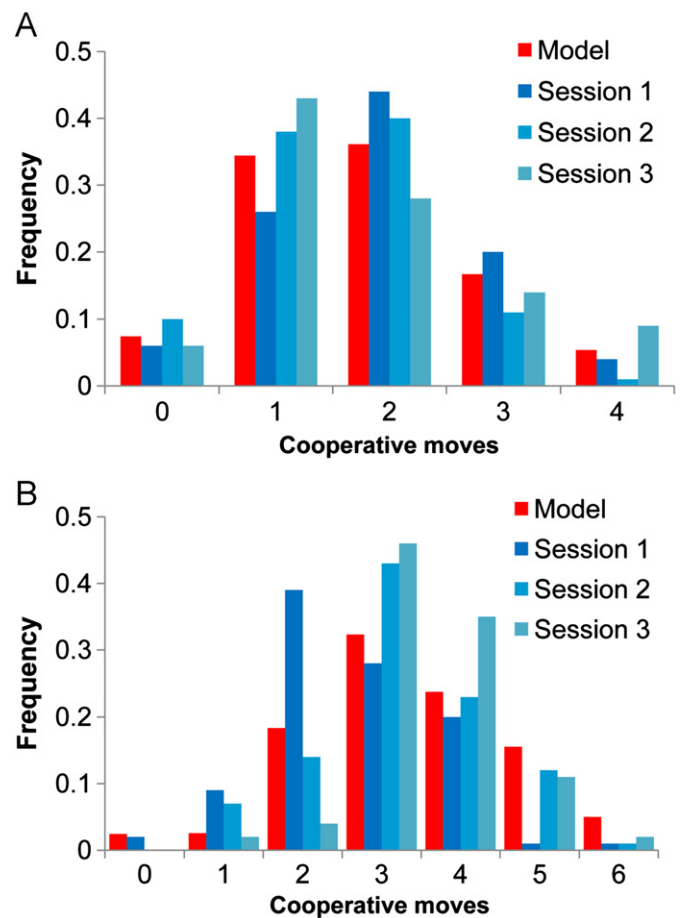 A
0.5
0.4
0.3
0.2
0.1
0
Frequency
Model
Session 1
Session 2
Session 3
0 1 2 3 4
Cooperative moves
B
0.5
0.4
0.3
0.2
0.1
0
Frequency
Model
Session 1
Session 2
Session 3
0 1 2 3 4 5 6
Cooperative moves